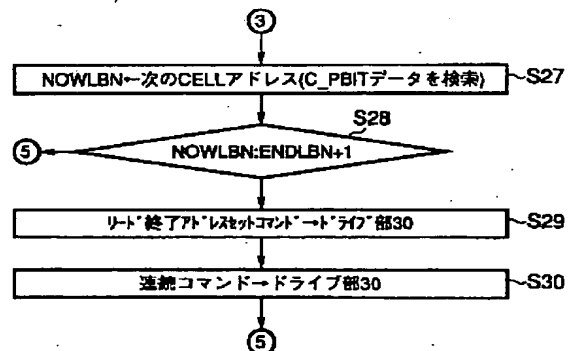 ③
NOWLBN←次のCELLアドレス(C_PBITデータを検索) S27
S28
⑤ NOWLBN:ENDLBN+1
ﾘｰﾄﾞ終了ｱﾄﾞﾚｽｾｯﾄｺﾏﾝﾄﾞ→ﾄﾞﾗｲﾌﾞ部30 S29
連続コマンド→ドライブ部30 S30
⑤